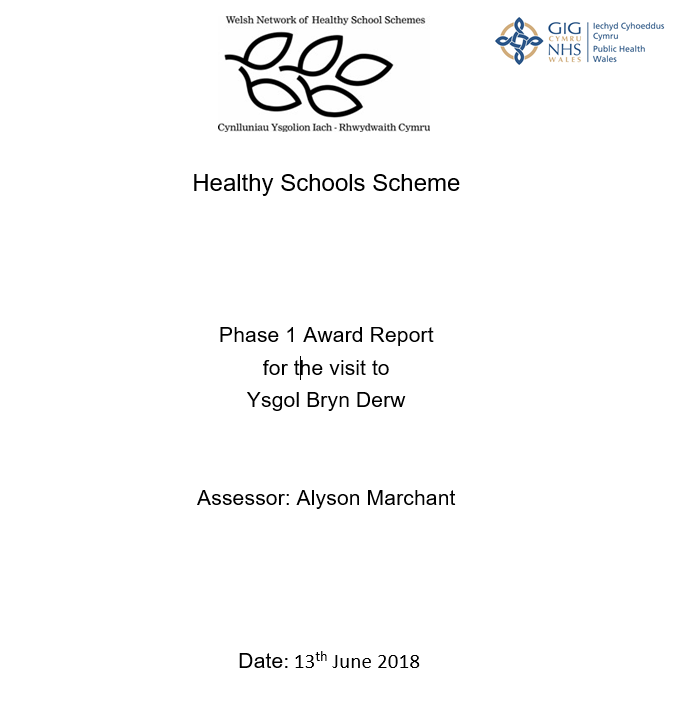 Welsh Network of Healthy School Schemes
Cynlluniau Ysgolion Iach - Rhwydwaith Cymru
GIG
CYMRU
NHS
WALES
Iechyd Cyhoeddus
Cymru
Public Health
Wales
Healthy Schools Scheme
Phase 1 Award Report
for the visit to
Ysgol Bryn Derw
Assessor: Alyson Marchant
Date: 13th June 2018